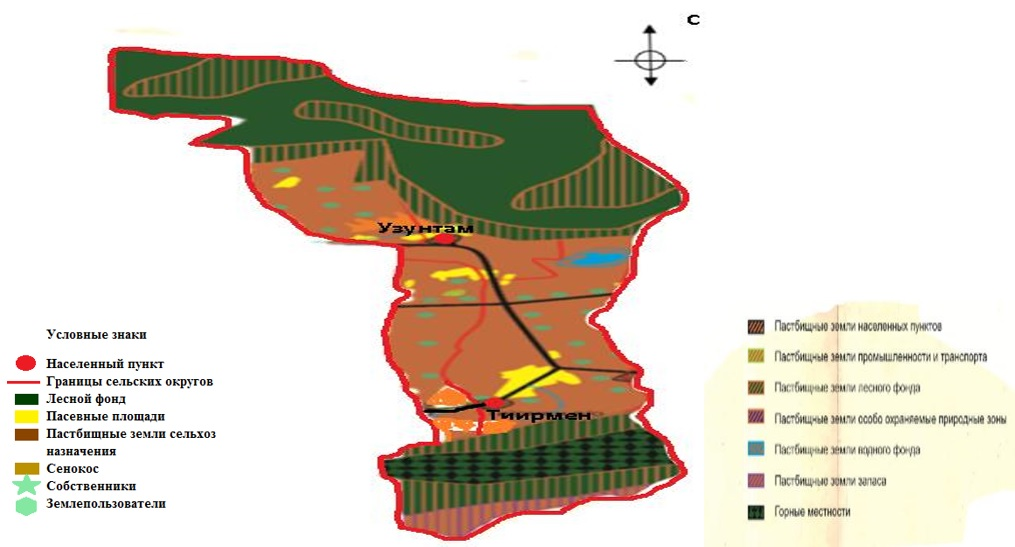 С
Узунтам
Тиирмен
Условные знаки
Населенный пункт
Границы сельских округов
Лесной фонд
Пасевные площади
Пастбищные земли сельхоз
назначения
Сенокос
Собственники
Землепользователи
Пастбищные земли населенных пунктов
Пастбищные земли промышленности и транспорта
Пастбищные земли лесного фонда
Пастбищные земли особо охраняемые природные зоны
Пастбищные земли водного фонда
Пастбищные земли запаса
Горные местности